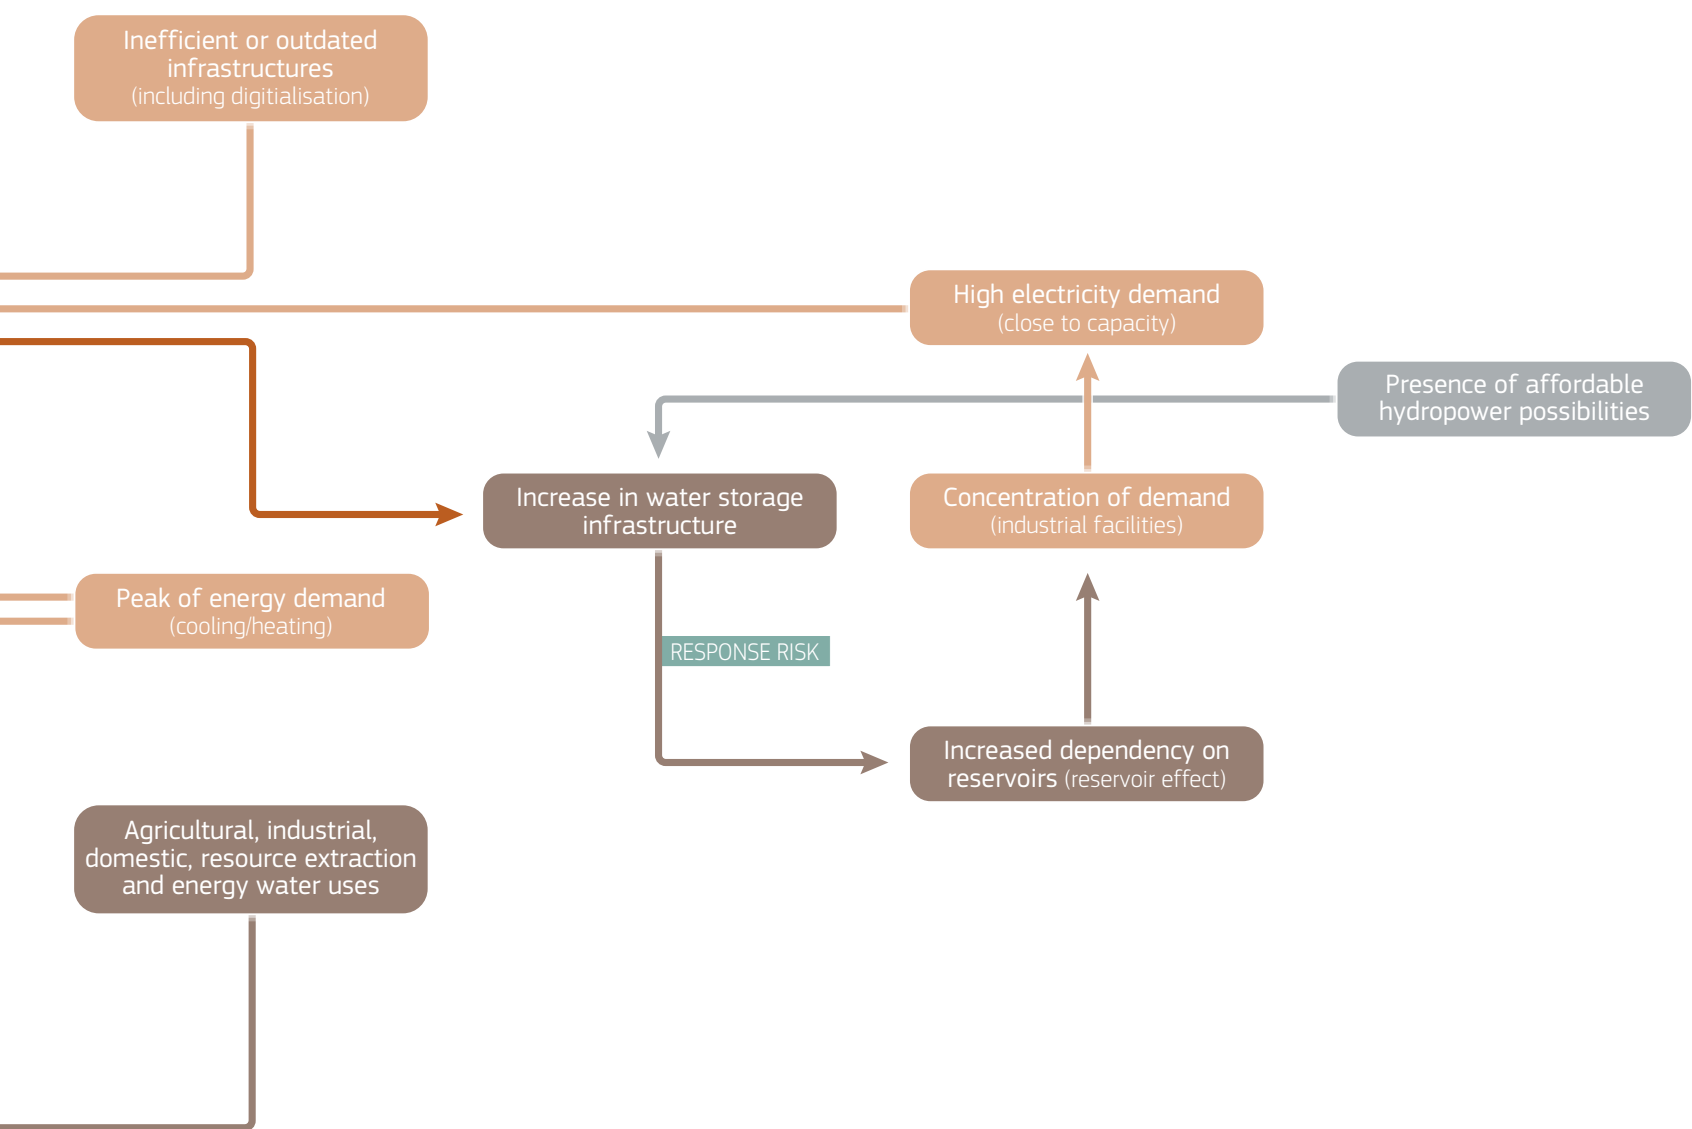 Inefficient or outdated
infrastructures
(including digitialisation)
High electricity demand
(close to capacity)
Presence of affordable
hydropower possibilities
Increase in water storage
infrastructure
Concentration of demand
(industrial facilities)
Peak of energy demand
(cooling/heating)
RESPONSE RISK
Increased dependency on
reservoirs (reservoir effect)
Agricultural, industrial,
domestic, resource extraction
and energy water uses